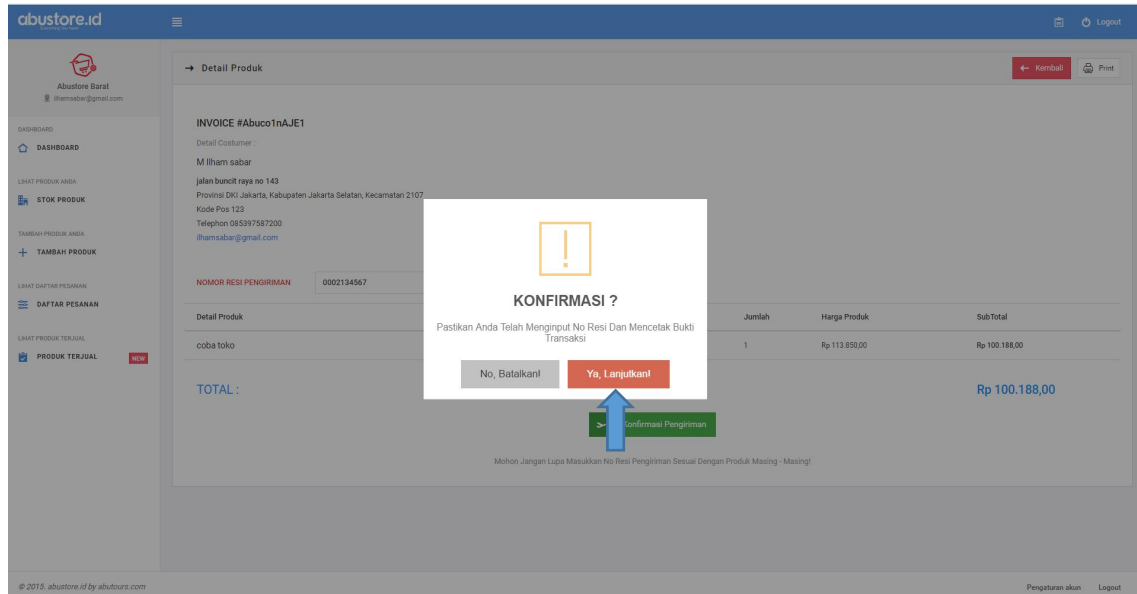 abustore.id
Logout
Abustore Barat
ilhamsabar@gmail.com
DASHBOARD
DASHBOARD
LIHAT PRODUK ANDA
STOK PRODUK
TAMBAH PRODUK ANDA
TAMBAH PRODUK
LIHAT DAFTAR PESANAN
DAFTAR PESANAN
LIHAT PRODUK TERJUAL
PRODUK TERJUAL NEW
→ Detail Produk
← Kembali Print
INVOICE #Abuco1nAJE1
Detail Costumer :
M Ilham sabar
jalan buncit raya no 143
Provinsi DKI Jakarta, Kabupaten Jakarta Selatan, Kecamatan 2107
Kode Pos 123
Telephon 085397587200
ilhamsabar@gmail.com
NOMOR RESI PENGIRIMAN 0002134567
Detail Produk Jumlah Harga Produk SubTotal
coba toko 1 Rp 113.850,00 Rp 100.188,00
TOTAL : Rp 100.188,00
!
KONFIRMASI ?
Pastikan Anda Telah Menginput No Resi Dan Mencetak Bukti
Transaksi
No, Batalkan! Ya, Lanjutkan!
Konfirmasi Pengiriman
Mohon Jangan Lupa Masukkan No Resi Pengiriman Sesuai Dengan Produk Masing - Masing!
© 2015. abustore.id by abutours.com
Pengaturan akun Logout